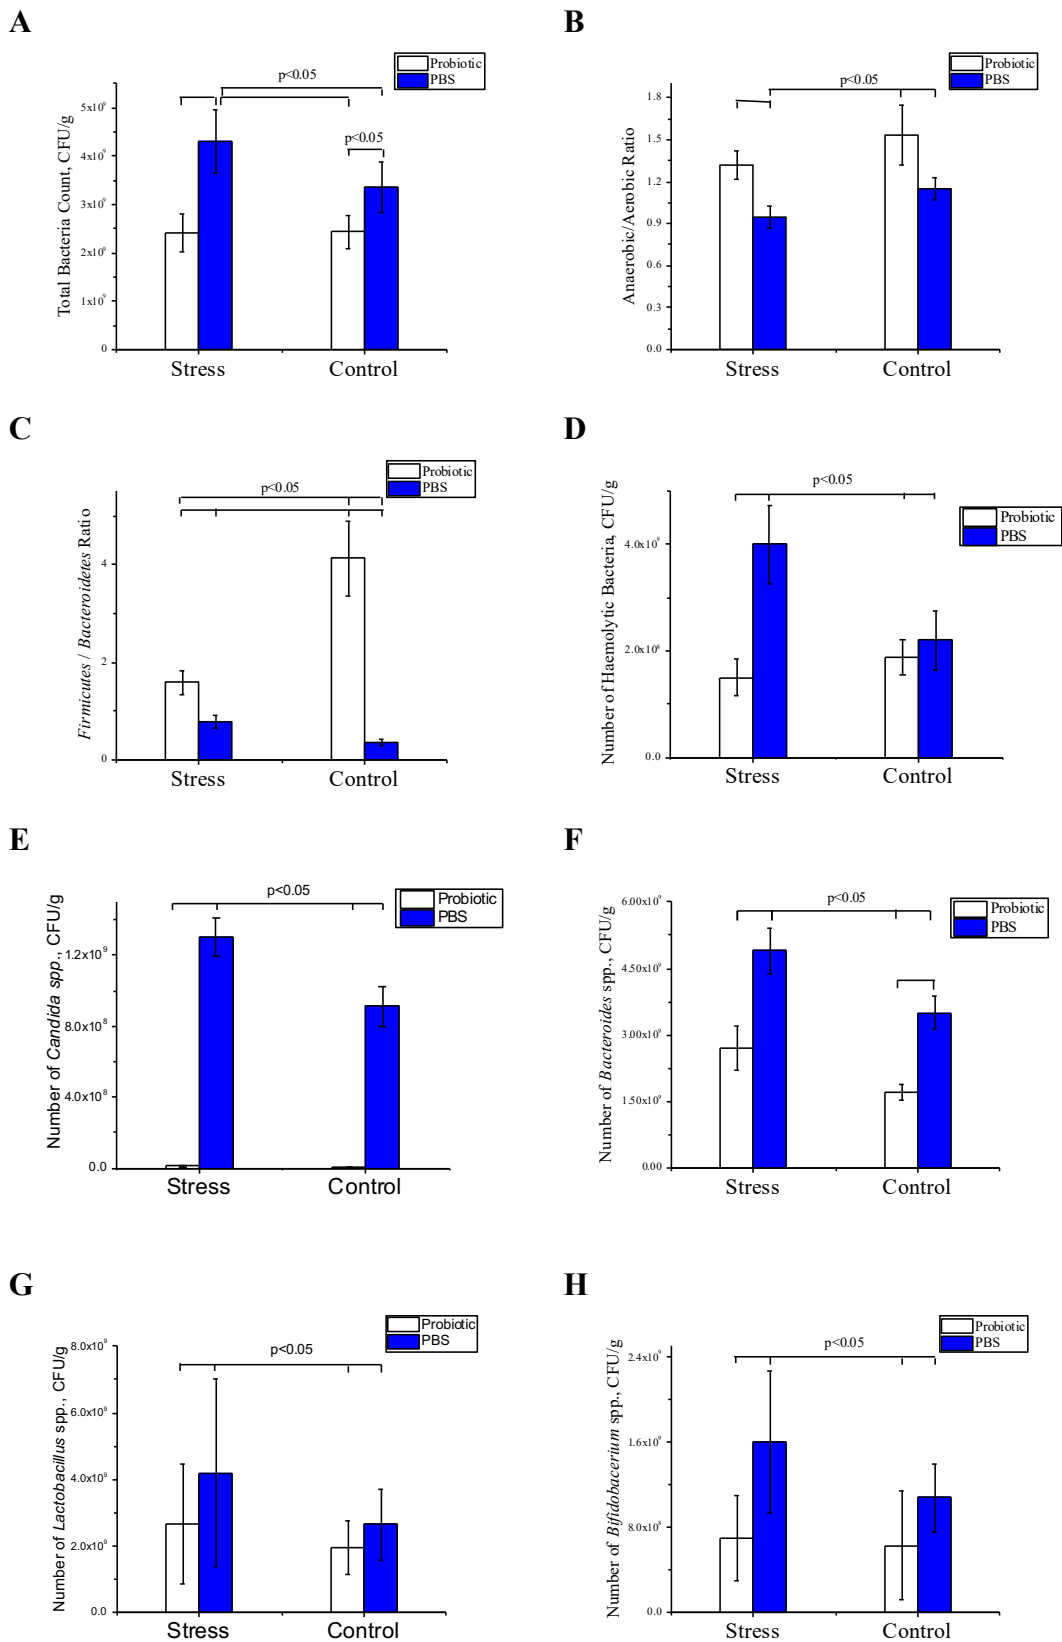 A
Probiotic
PBS
p<0.05
p<0.05
Total Bacteria Count, CFU/g
5x10⁹
4x10⁹
3x10⁹
2x10⁹
1x10⁹
0
Stress
Control
B
Probiotic
PBS
p<0.05
Anaerobic/Aerobic Ratio
1.8
1.5
1.2
0.9
0.6
0.3
0.0
Stress
Control
C
Probiotic
PBS
p<0.05
Firmicutes / Bacteroidetes Ratio
4
2
0
Stress
Control
D
Probiotic
PBS
p<0.05
Number of Haemolytic Bacteria, CFU/g
4.0x10⁸
2.0x10⁸
0.0
Stress
Control
E
Probiotic
PBS
p<0.05
Number of Candida spp., CFU/g
1.2x10⁹
8.0x10⁸
4.0x10⁸
0.0
Stress
Control
F
Probiotic
PBS
p<0.05
Number of Bacteroides spp., CFU/g
6.00x10⁹
4.50x10⁹
3.00x10⁹
1.50x10⁹
0.00
Stress
Control
G
Probiotic
PBS
p<0.05
Number of Lactobacillus spp., CFU/g
8.0x10⁹
6.0x10⁹
4.0x10⁹
2.0x10⁹
0.0
Stress
Control
H
Probiotic
PBS
p<0.05
Number of Bifidobacerium spp., CFU/g
2.4x10⁹
1.6x10⁹
8.0x10⁸
0.0
Stress
Control